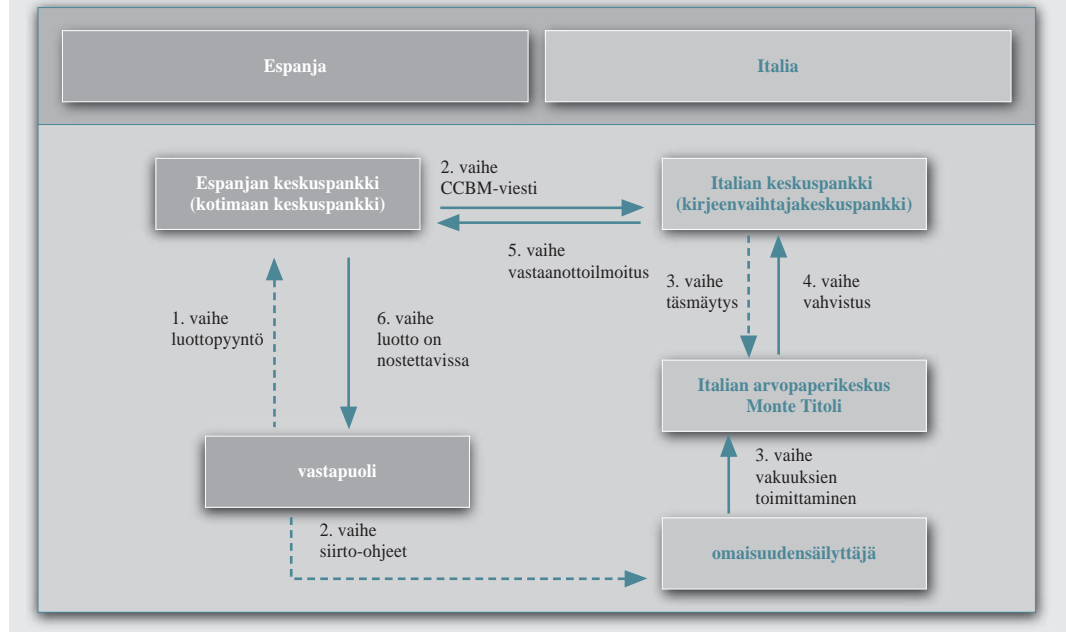 Espanja
Italia
Espanjan keskuspankki
(kotimaan keskuspankki)
2. vaihe
CCBM-viesti
Italian keskuspankki
(kirjeenvaihtajakeskuspankki)
5. vaihe
vastaanottoilmoitus
3. vaihe
täsmäytys
4. vaihe
vahvistus
1. vaihe
luottopyyntö
6. vaihe
luotto on
nostettavissa
Italian arvopaperikeskus
Monte Titoli
vastapuoli
3. vaihe
vakuuksien
toimittaminen
2. vaihe
siirto-ohjeet
omaisuudensäilyttäjä